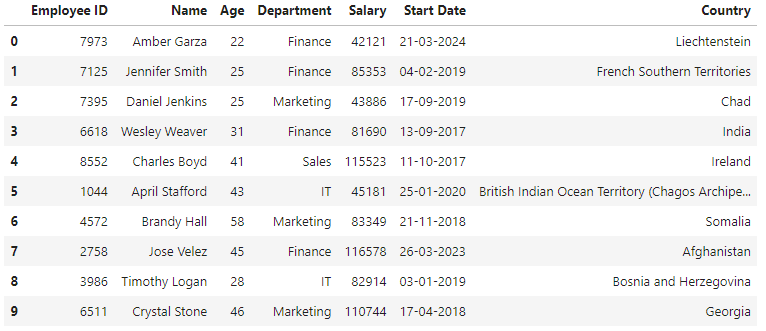 Employee ID Name Age Department Salary Start Date Country
0 7973 Amber Garza 22 Finance 42121 21-03-2024 Liechtenstein
1 7125 Jennifer Smith 25 Finance 85353 04-02-2019 French Southern Territories
2 7395 Daniel Jenkins 25 Marketing 43886 17-09-2019 Chad
3 6618 Wesley Weaver 31 Finance 81690 13-09-2017 India
4 8552 Charles Boyd 41 Sales 115523 11-10-2017 Ireland
5 1044 April Stafford 43 IT 45181 25-01-2020 British Indian Ocean Territory (Chagos Archipe...
6 4572 Brandy Hall 58 Marketing 83349 21-11-2018 Somalia
7 2758 Jose Velez 45 Finance 116578 26-03-2023 Afghanistan
8 3986 Timothy Logan 28 IT 82914 03-01-2019 Bosnia and Herzegovina
9 6511 Crystal Stone 46 Marketing 110744 17-04-2018 Georgia